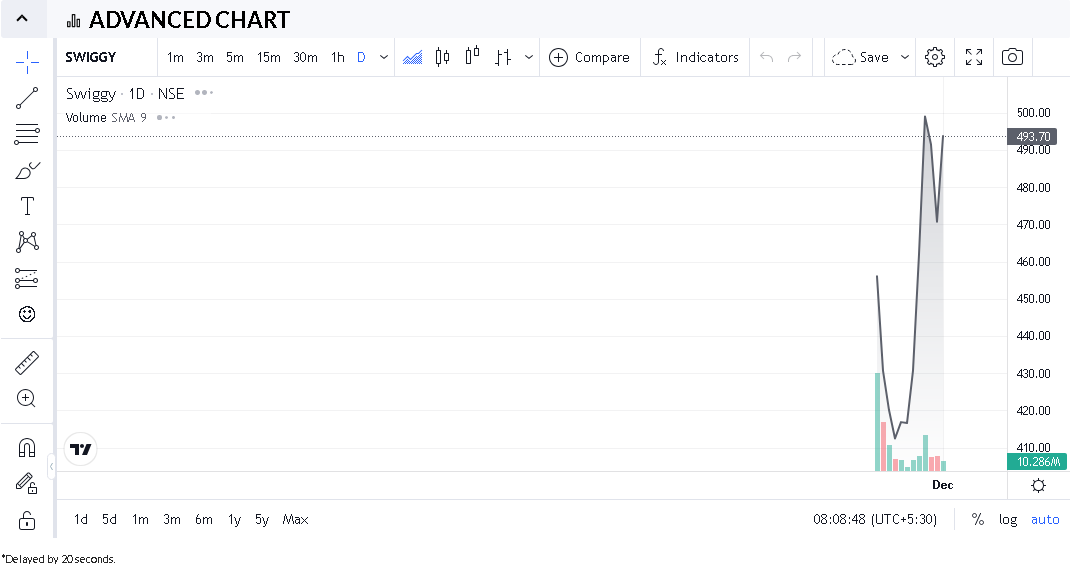 ADVANCED CHART
SWIGGY 1m 3m 5m 15m 30m 1h D Compare Indicators Save
Swiggy · 1D · NSE
Volume SMA 9
500.00
493.70
490.00
480.00
470.00
460.00
450.00
440.00
430.00
420.00
410.00
10.286M
Dec
1d 5d 1m 3m 6m 1y 5y Max 08:08:48 (UTC+5:30) % log auto
*Delayed by 20 seconds.